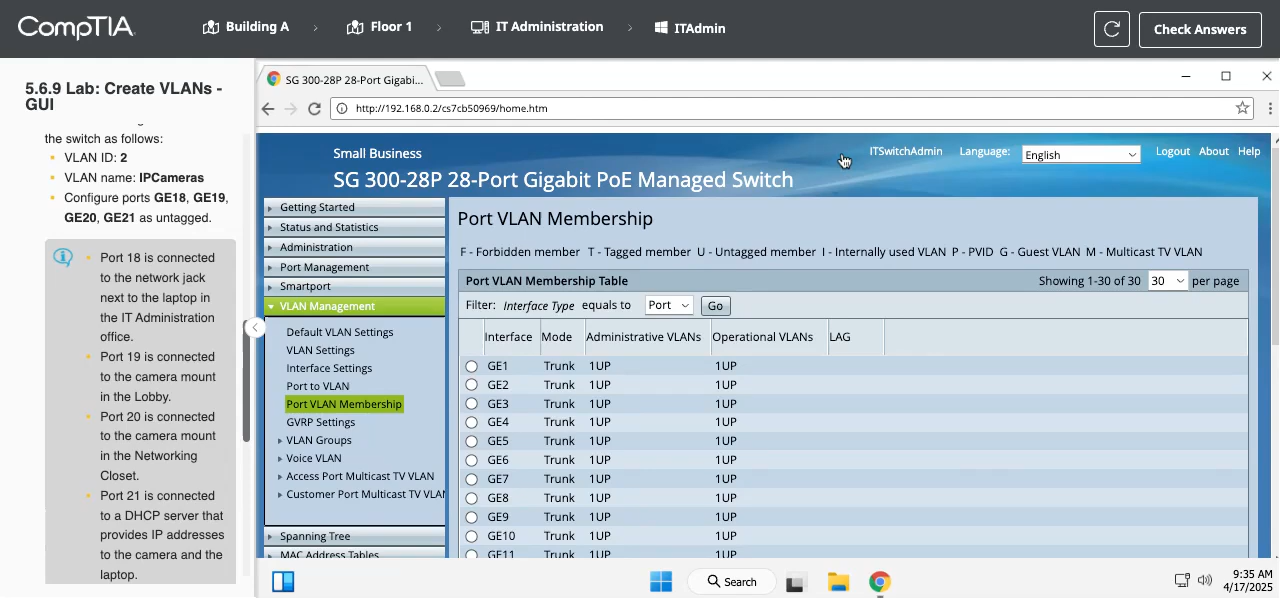 CompTIA.
Building A
Floor 1
IT Administration
ITAdmin
Check Answers
5.6.9 Lab: Create VLANs -
GUI
the switch as follows:
VLAN ID: 2
VLAN name: IPCameras
Configure ports GE18, GE19,
GE20, GE21 as untagged.
Port 18 is connected
to the network jack
next to the laptop in
the IT Administration
office.
Port 19 is connected
to the camera mount
in the Lobby.
Port 20 is connected
to the camera mount
in the Networking
Closet.
Port 21 is connected
to a DHCP server that
provides IP addresses
to the camera and the
laptop.
SG 300-28P 28-Port Gigabi...
http://192.168.0.2/cs7cb50969/home.htm
Small Business
ITSwitchAdmin Language: English Logout About Help
SG 300-28P 28-Port Gigabit PoE Managed Switch
Getting Started
Status and Statistics
Administration
Port Management
Smartport
VLAN Management
Default VLAN Settings
VLAN Settings
Interface Settings
Port to VLAN
Port VLAN Membership
GVRP Settings
VLAN Groups
Voice VLAN
Access Port Multicast TV VLAN
Customer Port Multicast TV VLAN
Spanning Tree
MAC Address Tables
Port VLAN Membership
F - Forbidden member T - Tagged member U - Untagged member I - Internally used VLAN P - PVID G - Guest VLAN M - Multicast TV VLAN
Port VLAN Membership Table Showing 1-30 of 30 30 per page
Filter: Interface Type equals to Port Go
Interface Mode Administrative VLANs Operational VLANs LAG
GE1 Trunk 1UP 1UP
GE2 Trunk 1UP 1UP
GE3 Trunk 1UP 1UP
GE4 Trunk 1UP 1UP
GE5 Trunk 1UP 1UP
GE6 Trunk 1UP 1UP
GE7 Trunk 1UP 1UP
GE8 Trunk 1UP 1UP
GE9 Trunk 1UP 1UP
GE10 Trunk 1UP 1UP
GE11 Trunk 1UP 1UP
Search
9:35 AM
4/17/2025